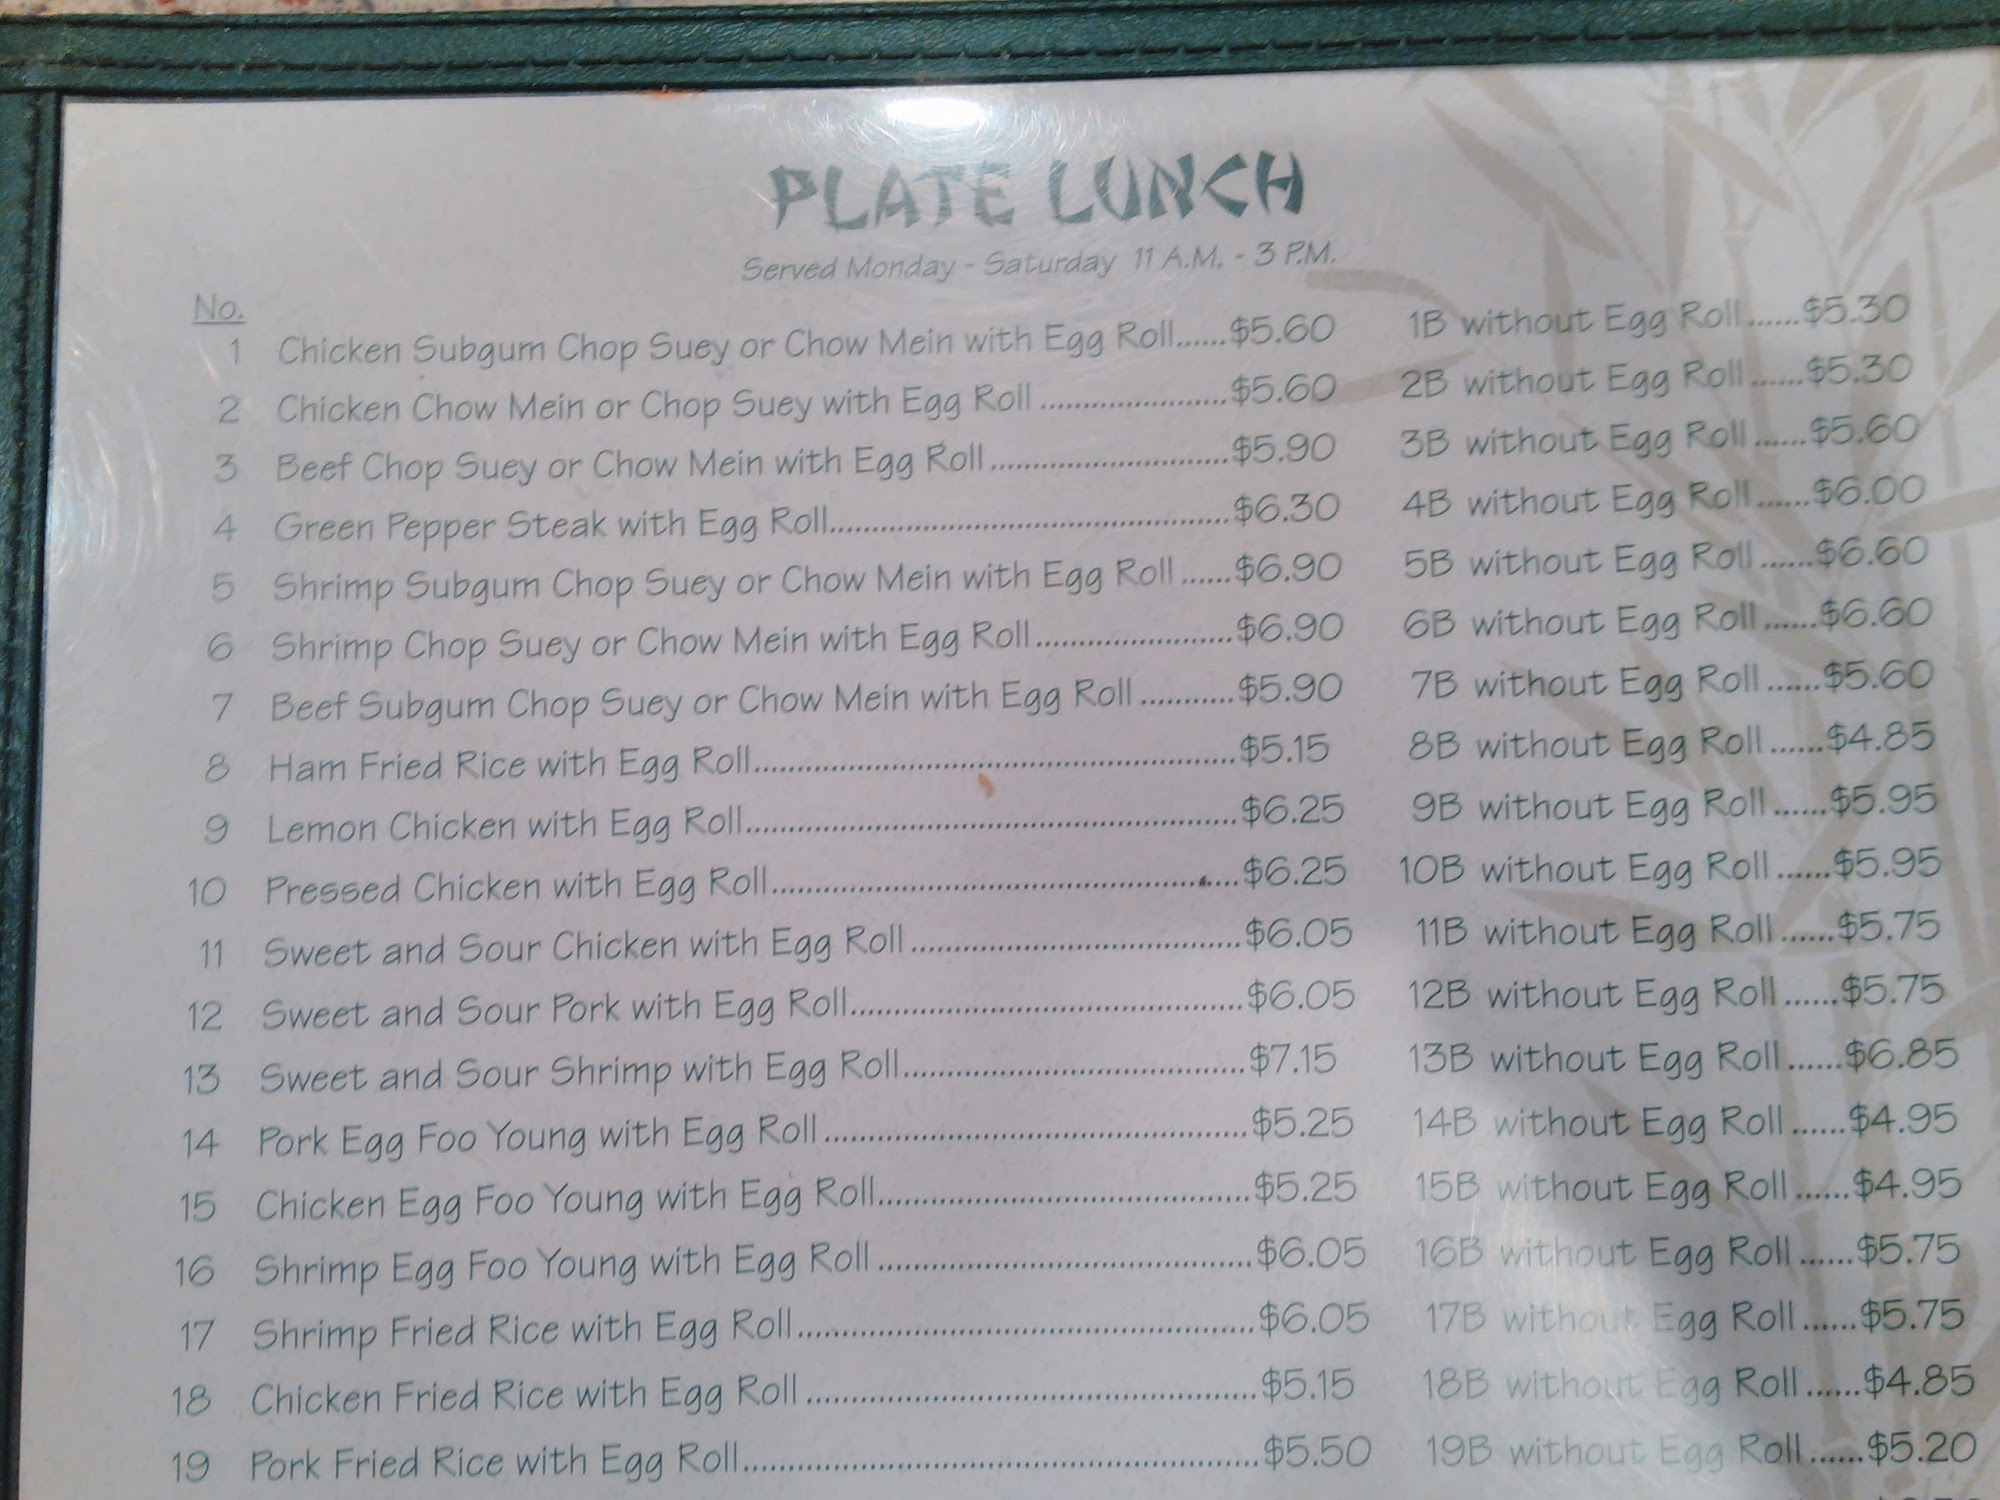 PLATE LUNCH
Served Monday - Saturday 11 A.M. - 3 P.M.
No.
1 Chicken Subgum Chop Suey or Chow Mein with Egg Roll......$5.60 1B without Egg Roll......$5.30
2 Chicken Chow Mein or Chop Suey with Egg Roll.....................$5.60 2B without Egg Roll......$5.30
3 Beef Chop Suey or Chow Mein with Egg Roll...........................$5.90 3B without Egg Roll......$5.60
4 Green Pepper Steak with Egg Roll.............................................$6.30 4B without Egg Roll......$6.00
5 Shrimp Subgum Chop Suey or Chow Mein with Egg Roll......$6.90 5B without Egg Roll......$6.60
6 Shrimp Chop Suey or Chow Mein with Egg Roll......................$6.90 6B without Egg Roll......$6.60
7 Beef Subgum Chop Suey or Chow Mein with Egg Roll...........$5.90 7B without Egg Roll......$5.60
8 Ham Fried Rice with Egg Roll......................................................$5.15 8B without Egg Roll......$4.85
9 Lemon Chicken with Egg Roll.......................................................$6.25 9B without Egg Roll......$5.95
10 Pressed Chicken with Egg Roll....................................................$6.25 10B without Egg Roll......$5.95
11 Sweet and Sour Chicken with Egg Roll.....................................$6.05 11B without Egg Roll......$5.75
12 Sweet and Sour Pork with Egg Roll............................................$6.05 12B without Egg Roll......$5.75
13 Sweet and Sour Shrimp with Egg Roll......................................$7.15 13B without Egg Roll......$6.85
14 Pork Egg Foo Young with Egg Roll...............................................$5.25 14B without Egg Roll......$4.95
15 Chicken Egg Foo Young with Egg Roll.........................................$5.25 15B without Egg Roll......$4.95
16 Shrimp Egg Foo Young with Egg Roll..........................................$6.05 16B without Egg Roll......$5.75
17 Shrimp Fried Rice with Egg Roll..................................................$6.05 17B without Egg Roll......$5.75
18 Chicken Fried Rice with Egg Roll.................................................$5.15 18B without Egg Roll......$4.85
19 Pork Fried Rice with Egg Roll.........................................................$5.50 19B without Egg Roll......$5.20